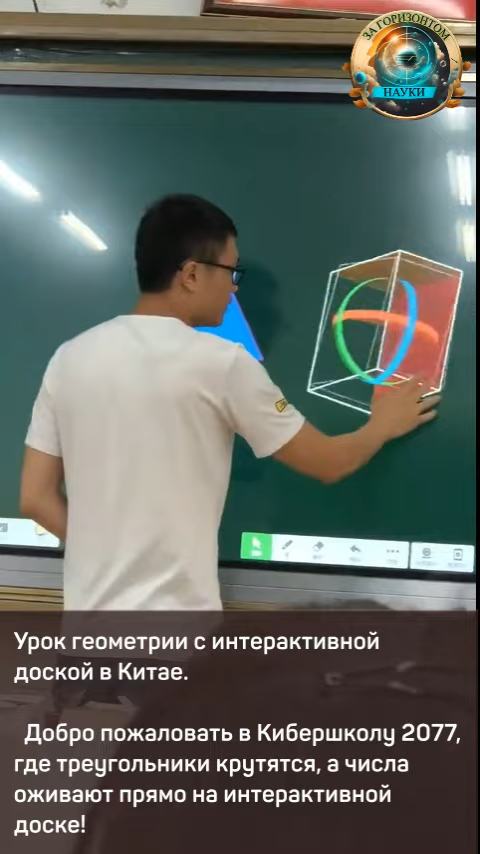 ЗА ГОРИЗОНТОМ
НАУКИ
Урок геометрии с интерактивной
доской в Китае.
Добро пожаловать в Кибершколу 2077,
где треугольники крутятся, а числа
оживают прямо на интерактивной
доске!